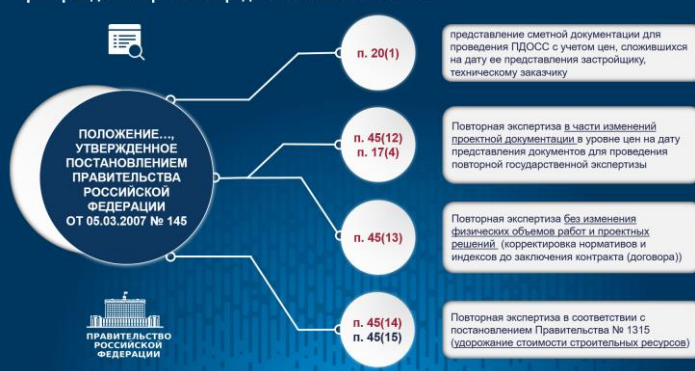 п. 20(1)
представление сметной документации для
проведения ПДОСС с учетом цен, сложившихся
на дату ее представления застройщику,
техническому заказчику
ПОЛОЖЕНИЕ...,
УТВЕРЖДЕННОЕ
ПОСТАНОВЛЕНИЕМ
ПРАВИТЕЛЬСТВА
РОССИЙСКОЙ
ФЕДЕРАЦИИ
ОТ 05.03.2007 № 145
п. 45(12)
п. 17(4)
Повторная экспертиза в части изменений
проектной документации в уровне цен на дату
представления документов для проведения
повторной государственной экспертизы
п. 45(13)
Повторная экспертиза без изменения
физических объемов работ и проектных
решений (корректировка нормативов и
индексов до заключения контракта (договора))
п. 45(14)
п. 45(15)
Повторная экспертиза в соответствии с
постановлением Правительства № 1315
(удорожание стоимости строительных ресурсов)
ПРАВИТЕЛЬСТВО
РОССИЙСКОЙ
ФЕДЕРАЦИИ